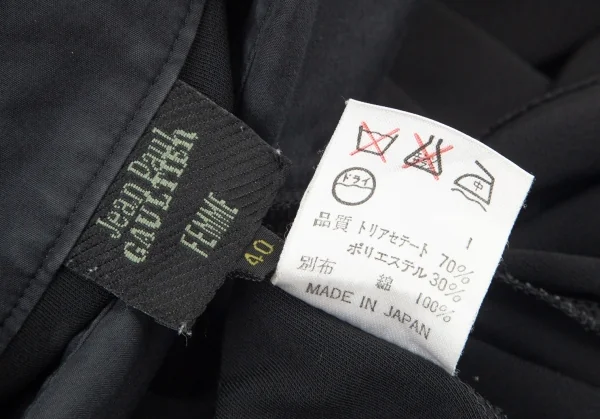 Jean Paul
GAULTIER
FEMME
40
ドライ
中
品質 トリアセテート 70%
ポリエステル 30%
別布 綿 100%
MADE IN JAPAN